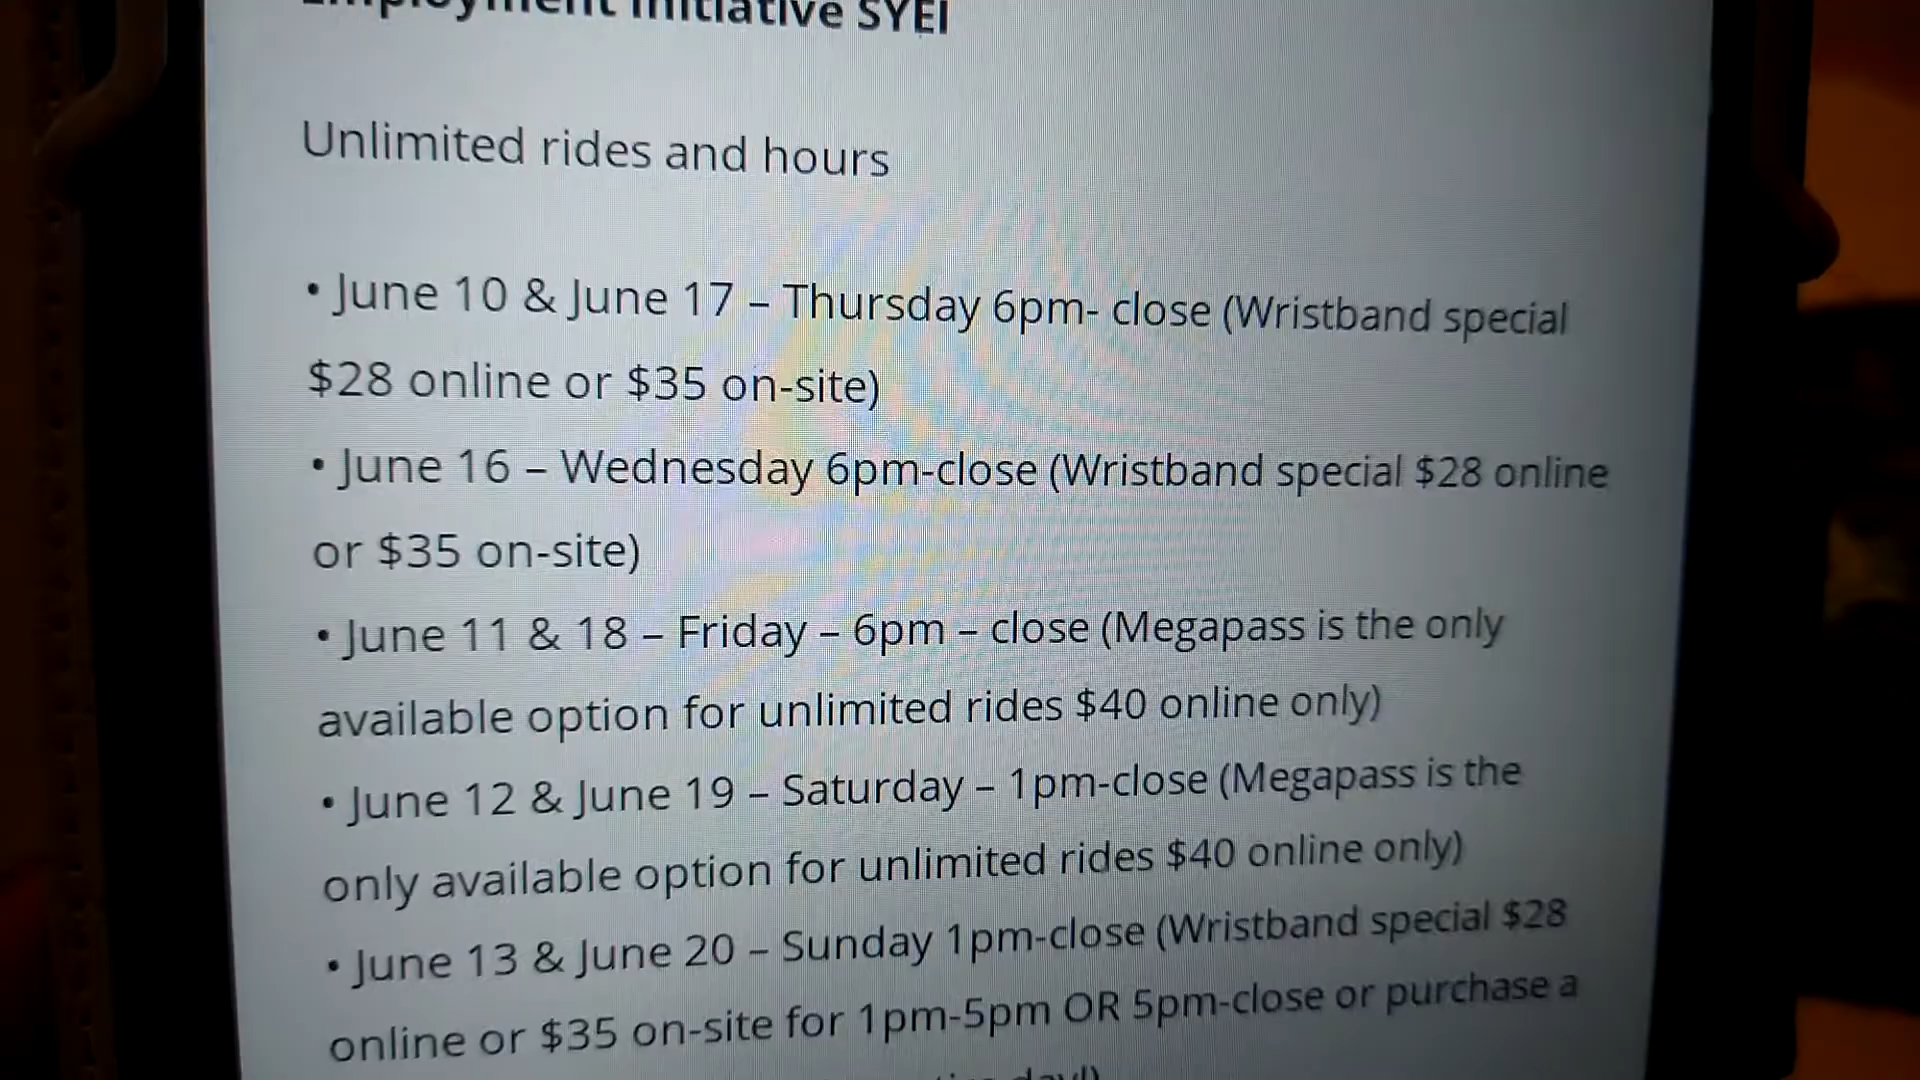 Employment Initiative SYEI
Unlimited rides and hours
• June 10 & June 17 – Thursday 6pm- close (Wristband special
$28 online or $35 on-site)
• June 16 – Wednesday 6pm-close (Wristband special $28 online
or $35 on-site)
• June 11 & 18 – Friday – 6pm – close (Megapass is the only
available option for unlimited rides $40 online only)
• June 12 & June 19 – Saturday – 1pm-close (Megapass is the
only available option for unlimited rides $40 online only)
• June 13 & June 20 – Sunday 1pm-close (Wristband special $28
online or $35 on-site for 1pm-5pm OR 5pm-close or purchase a
day!)